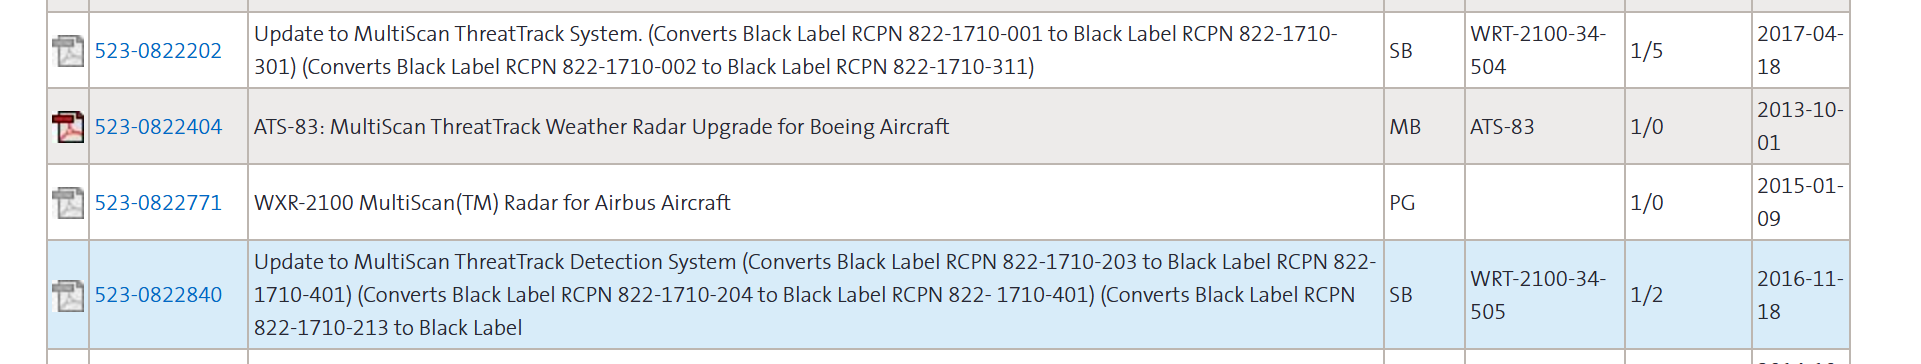 Update to MultiScan ThreatTrack System. (Converts Black Label RCPN 822-1710-001 to Black Label RCPN 822-1710-
301) (Converts Black Label RCPN 822-1710-002 to Black Label RCPN 822-1710-311)
523-0822202
SB
WRT-2100-34-
504
1/5
2017-04-
18
523-0822404
ATS-83: MultiScan ThreatTrack Weather Radar Upgrade for Boeing Aircraft
MB
ATS-83
1/0
2013-10-
01
523-0822771
WXR-2100 MultiScan(TM) Radar for Airbus Aircraft
PG
1/0
2015-01-
09
523-0822840
Update to MultiScan ThreatTrack Detection System (Converts Black Label RCPN 822-1710-203 to Black Label RCPN 822-
1710-401) (Converts Black Label RCPN 822-1710-204 to Black Label RCPN 822- 1710-401) (Converts Black Label RCPN
822-1710-213 to Black Label
SB
WRT-2100-34-
505
1/2
2016-11-
18